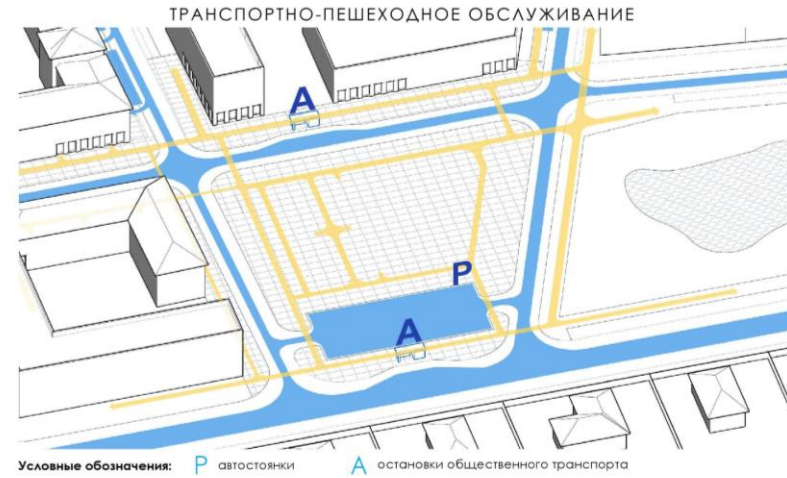 ТРАНСПОРТНО-ПЕШЕХОДНОЕ ОБСЛУЖИВАНИЕ
А
Р
А
Условные обозначения: Р автостоянки А остановки общественного транспорта